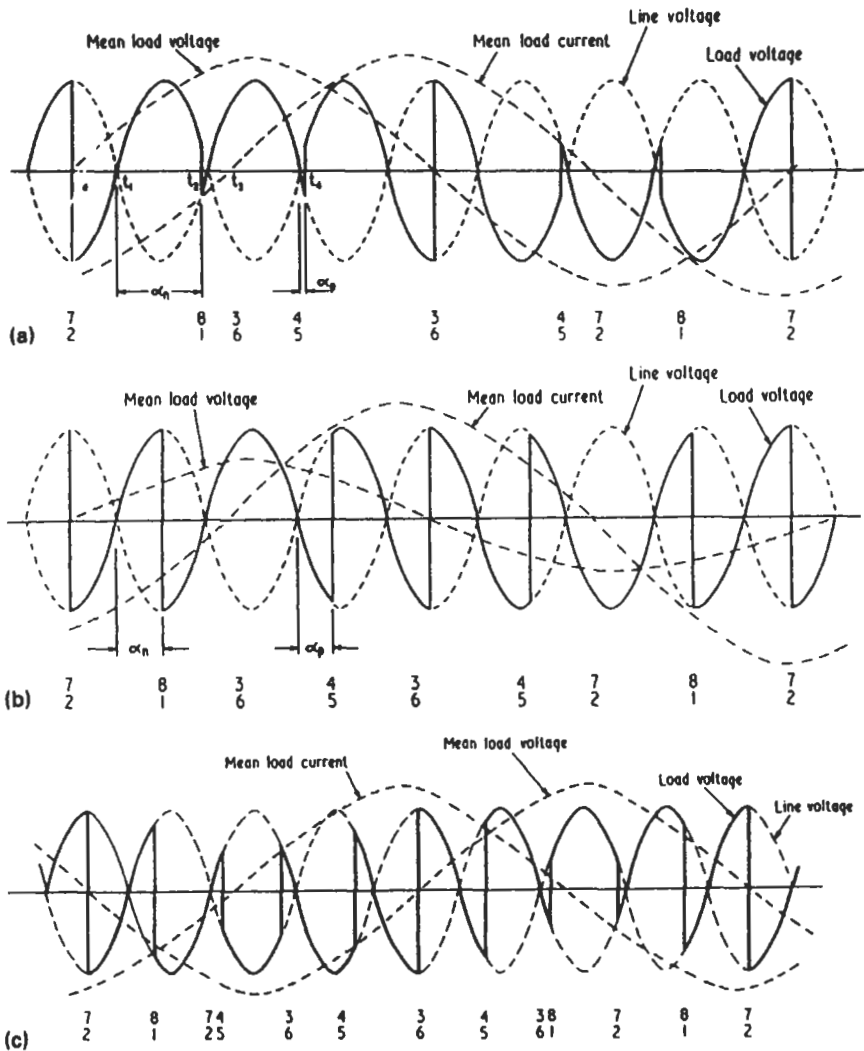 Mean load voltage
Mean load current
Line voltage
Load voltage
t₁ t₂ t₃ t₄
αₙ αₚ
7 8 3 4 3 4 7 8 7
(a) 2 1 6 5 6 5 2 1 2
Mean load voltage
Mean load current
Line voltage
Load voltage
αₙ αₚ
7 8 3 4 3 4 7 8 7
(b) 2 1 6 5 6 5 2 1 2
Mean load current
Mean load voltage
Load voltage
Line voltage
7 8 74 3 4 3 4 38 7 8 7
(c) 2 1 25 6 5 6 5 61 2 1 2